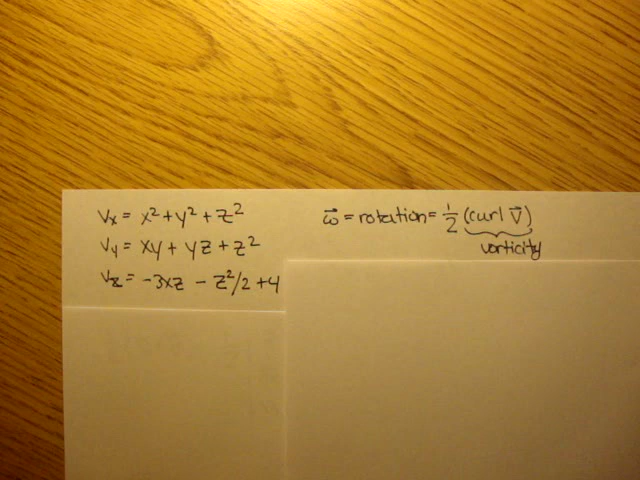 Vx = x² + y² + z²
Vy = xy + yz + z²
Vz = -3xz - z²/2 + 4
ω⃗ = rotation = 1/2 (curl V⃗)
vorticity